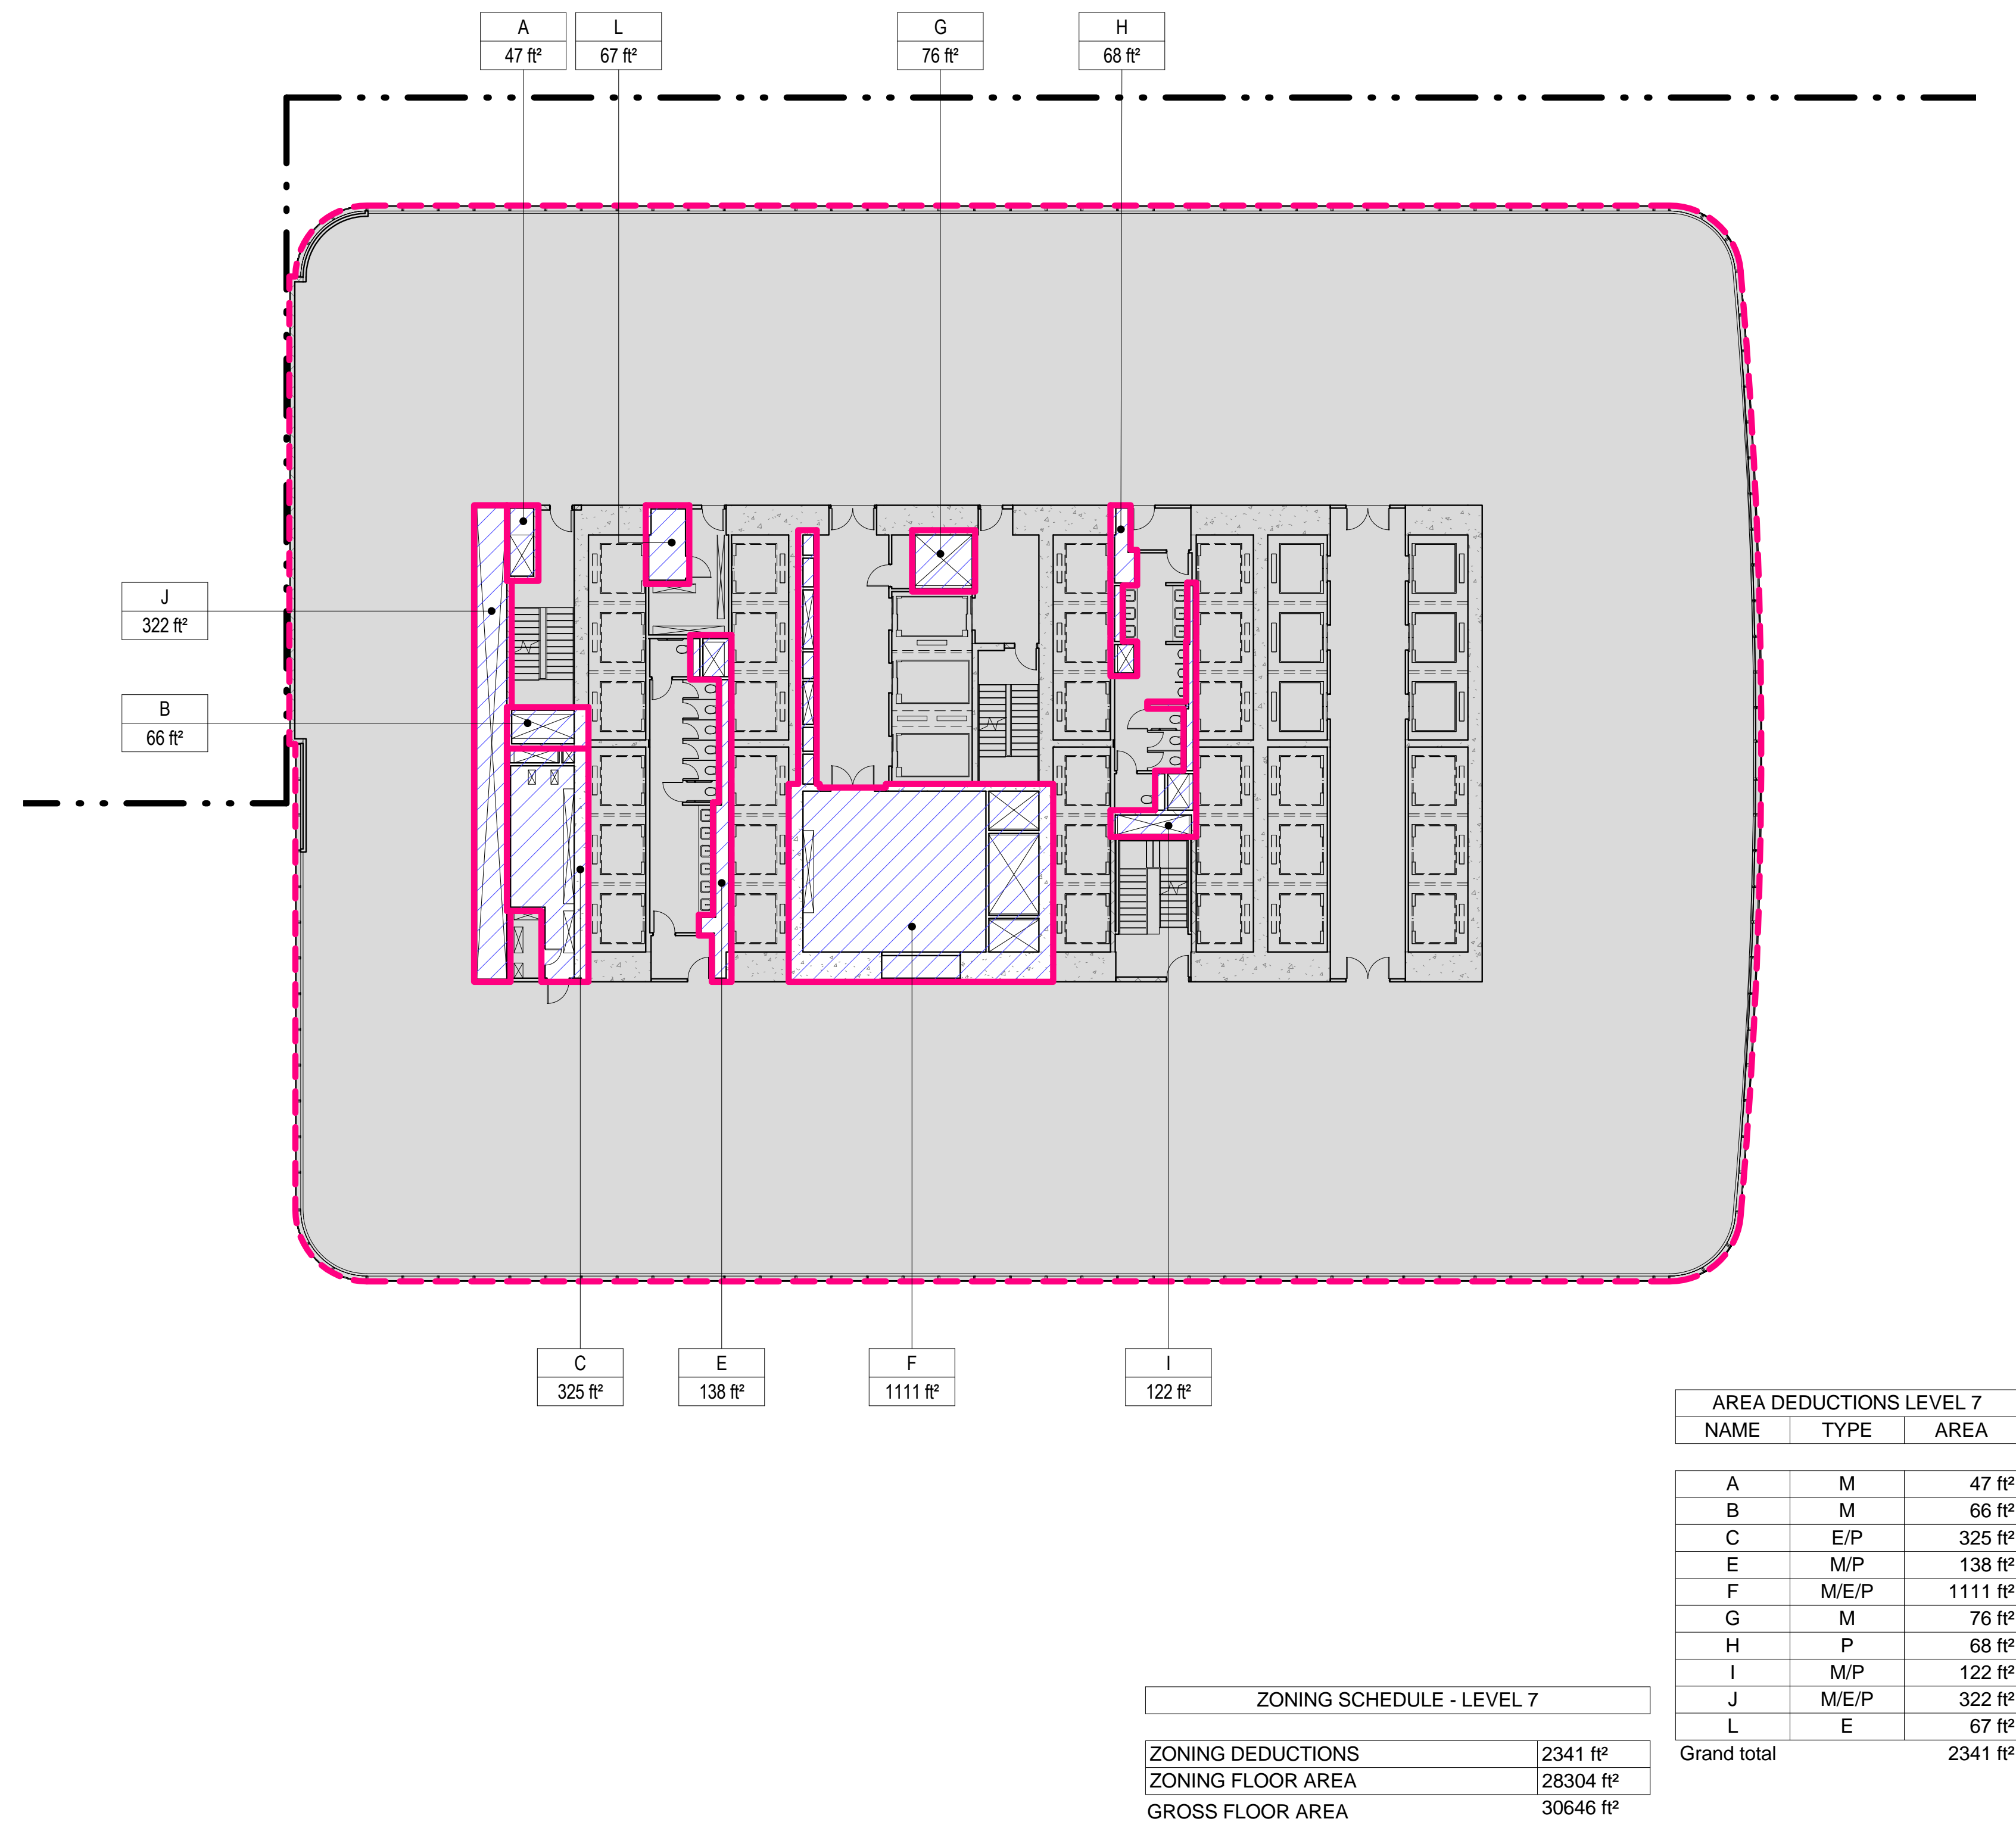 A
47 ft²
L
67 ft²
G
76 ft²
H
68 ft²
J
322 ft²
B
66 ft²
C
325 ft²
E
138 ft²
F
1111 ft²
I
122 ft²
AREA DEDUCTIONS LEVEL 7
NAME TYPE AREA
A M 47 ft²
B M 66 ft²
C E/P 325 ft²
E M/P 138 ft²
F M/E/P 1111 ft²
G M 76 ft²
H P 68 ft²
I M/P 122 ft²
J M/E/P 322 ft²
L E 67 ft²
Grand total 2341 ft²
ZONING SCHEDULE - LEVEL 7
ZONING DEDUCTIONS 2341 ft²
ZONING FLOOR AREA 28304 ft²
GROSS FLOOR AREA 30646 ft²